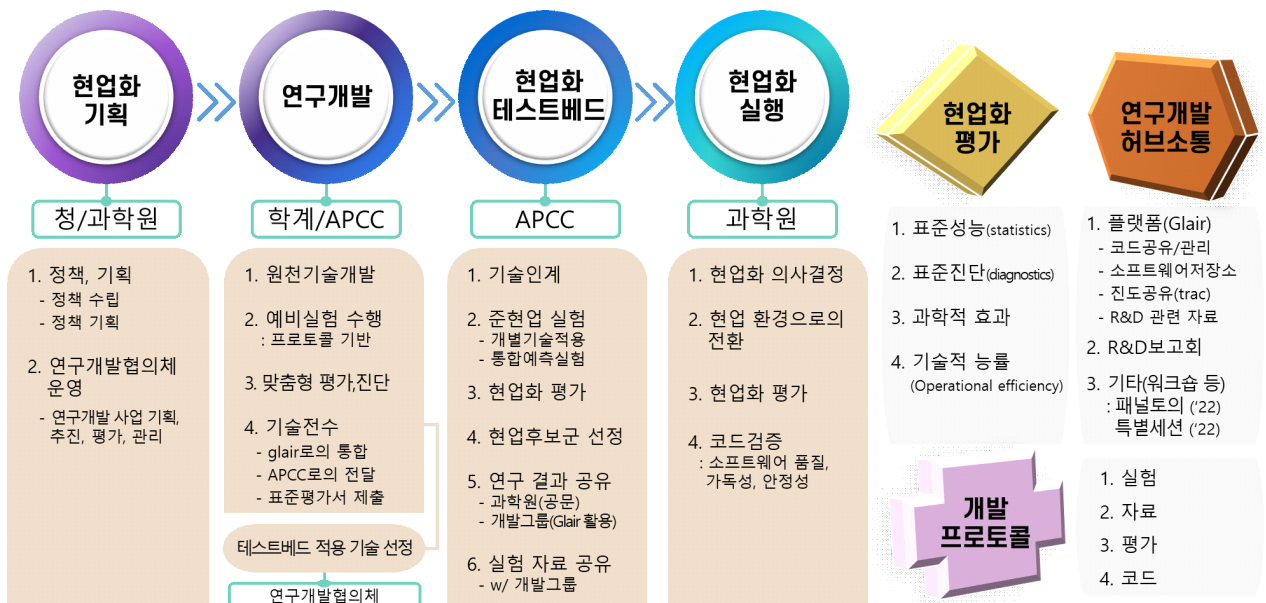 현업화
기획
연구개발
현업화
테스트베드
현업화
실행
현업화
평가
연구개발
허브소통
청/과학원
1. 정책, 기획
- 정책 수립
- 정책 기획
2. 연구개발협의체
운영
- 연구개발 사업 기획,
추진, 평가, 관리
학계/APCC
1. 원천기술개발
2. 예비실험 수행
: 프로토콜 기반
3. 맞춤형 평가,진단
4. 기술전수
- glair로의 통합
- APCC로의 전달
- 표준평가서 제출
테스트베드 적용 기술 선정
연구개발협의체
APCC
1. 기술인계
2. 준현업 실험
- 개별기술적용
- 통합예측실험
3. 현업화 평가
4. 현업후보군 선정
5. 연구 결과 공유
- 과학원(공문)
- 개발그룹(Glair 활용)
6. 실험 자료 공유
- w/ 개발그룹
과학원
1. 현업화 의사결정
2. 현업 환경으로의
전환
3. 현업화 평가
4. 코드검증
: 소프트웨어 품질,
가독성, 안정성
1. 표준성능(statistics)
2. 표준진단(diagnostics)
3. 과학적 효과
4. 기술적 능률
(Operational efficiency)
1. 플랫폼(Glair)
- 코드공유/관리
- 소프트웨어저장소
- 진도공유(trac)
- R&D 관련 자료
2. R&D보고회
3. 기타(워크숍 등)
: 패널토의 ('22)
특별세션 ('22)
개발
프로토콜
1. 실험
2. 자료
3. 평가
4. 코드